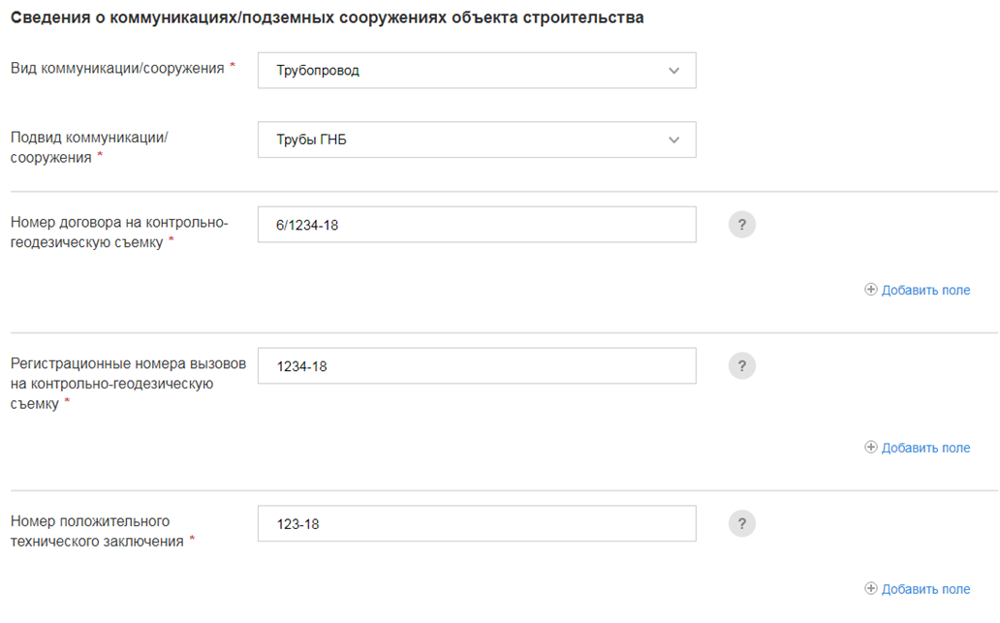 Сведения о коммуникациях/подземных сооружениях объекта строительства
Вид коммуникации/сооружения *
Трубопровод
Подвид коммуникации/
сооружения *
Трубы ГНБ
Номер договора на контрольно-
геодезическую съемку *
6/1234-18
?
Добавить поле
Регистрационные номера вызовов
на контрольно-геодезическую
съемку *
1234-18
?
Добавить поле
Номер положительного
технического заключения *
123-18
?
Добавить поле